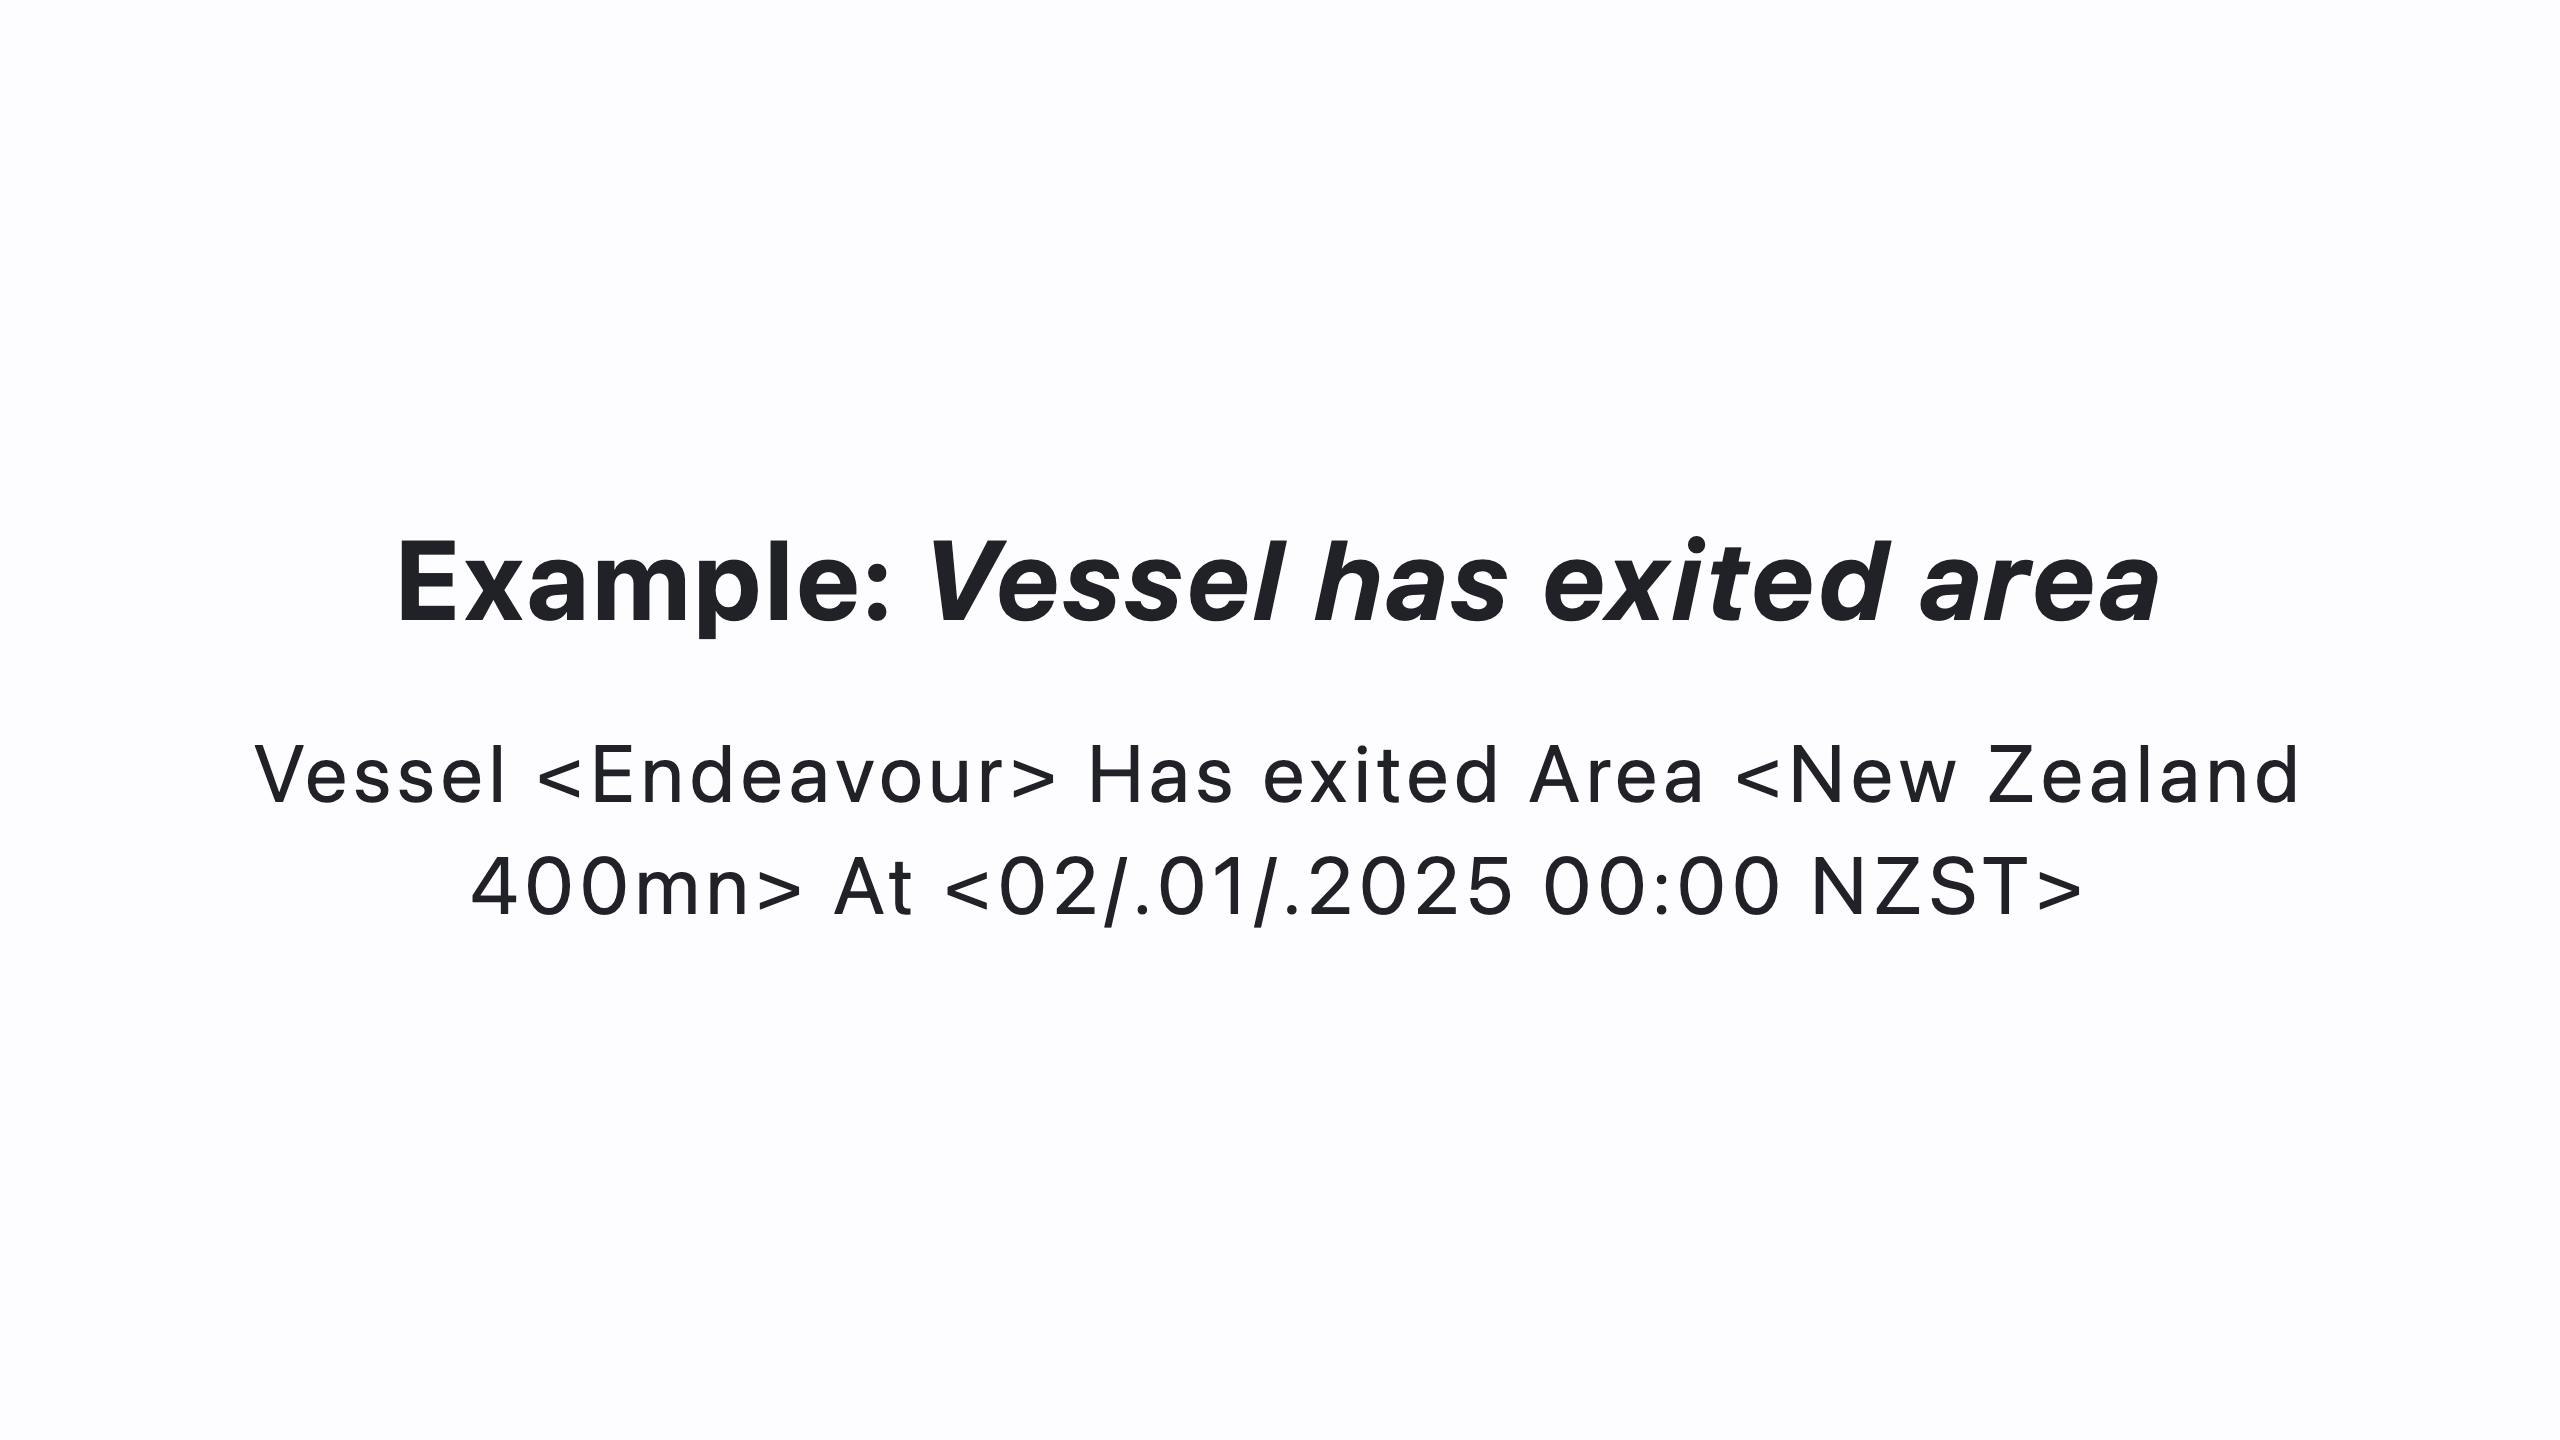 Example: Vessel has exited area
Vessel <Endeavour> Has exited Area <New Zealand
400mn> At <02/.01/.2025 00:00 NZST>